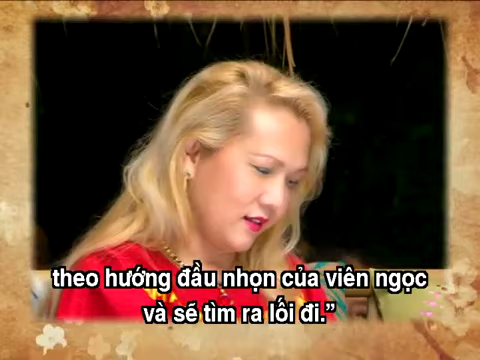 theo hướng đầu nhọn của viên ngọc
và sẽ tìm ra lối đi.”